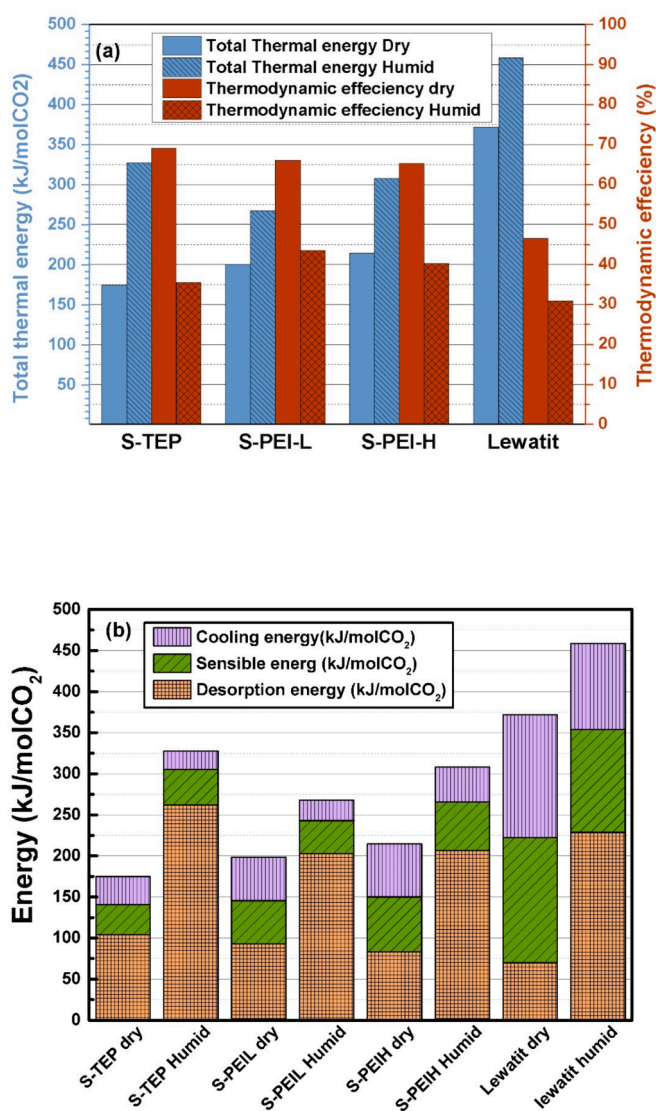 (a)
Total Thermal energy Dry
Total Thermal energy Humid
Thermodynamic effeciency dry
Thermodynamic effeciency Humid
Total thermal energy (kJ/molCO2)
500
450
400
350
300
250
200
150
100
50
Thermodynamic effeciency (%)
100
90
80
70
60
50
40
30
20
10
0
S-TEP
S-PEI-L
S-PEI-H
Lewatit
(b)
Cooling energy(kJ/molCO₂)
Sensible energ (kJ/molCO₂)
Desorption energy (kJ/molCO₂)
Energy (kJ/molCO₂)
500
450
400
350
300
250
200
150
100
50
0
S-TEP dry
S-TEP Humid
S-PEIL dry
S-PEIL Humid
S-PEIH dry
S-PEIH Humid
Lewatit dry
lewatit humid